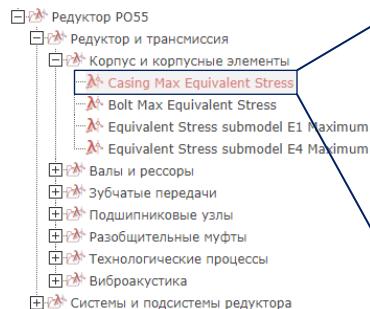 Редуктор РО55
Редуктор и трансмиссия
Корпус и корпусные элементы
Casing Max Equivalent Stress
Bolt Max Equivalent Stress
Equivalent Stress submodel E1 Maximum
Equivalent Stress submodel E4 Maximum
Валы и рессоры
Зубчатые передачи
Подшипниковые узлы
Разобщительные муфты
Технологические процессы
Виброакустика
Системы и подсистемы редуктора